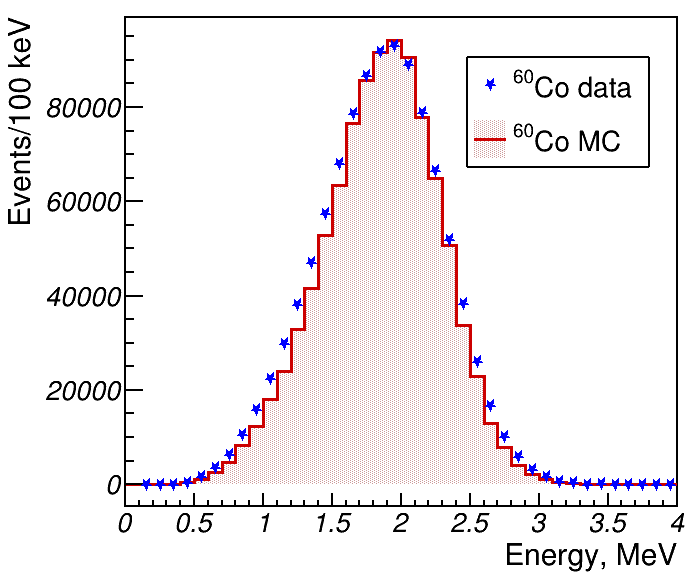 Events/100 keV
80000
60000
40000
20000
0
⁶⁰Co data
⁶⁰Co MC
0 0.5 1 1.5 2 2.5 3 3.5 4
Energy, MeV